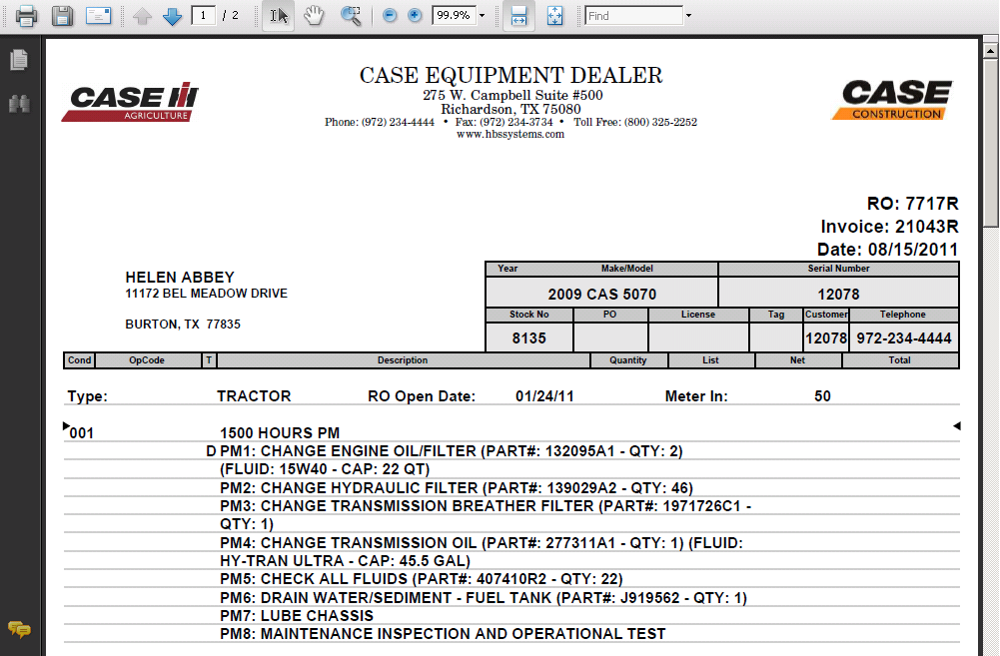 1 / 2 99.9% Find
CASE IH
AGRICULTURE
CASE EQUIPMENT DEALER
275 W. Campbell Suite #500
Richardson, TX 75080
Phone: (972) 234-4444 • Fax: (972) 234-3734 • Toll Free: (800) 325-2252
www.hbssystems.com
CASE
CONSTRUCTION
RO: 7717R
Invoice: 21043R
Date: 08/15/2011
HELEN ABBEY
11172 BEL MEADOW DRIVE
BURTON, TX 77835
Year Make/Model Serial Number
2009 CAS 5070 12078
Stock No PO License Tag Customer Telephone
8135 12078 972-234-4444
Cond OpCode T Description Quantity List Net Total
Type: TRACTOR RO Open Date: 01/24/11 Meter In: 50
001 1500 HOURS PM
D PM1: CHANGE ENGINE OIL/FILTER (PART#: 132095A1 - QTY: 2)
(FLUID: 15W40 - CAP: 22 QT)
PM2: CHANGE HYDRAULIC FILTER (PART#: 139029A2 - QTY: 46)
PM3: CHANGE TRANSMISSION BREATHER FILTER (PART#: 1971726C1 -
QTY: 1)
PM4: CHANGE TRANSMISSION OIL (PART#: 277311A1 - QTY: 1) (FLUID:
HY-TRAN ULTRA - CAP: 45.5 GAL)
PM5: CHECK ALL FLUIDS (PART#: 407410R2 - QTY: 22)
PM6: DRAIN WATER/SEDIMENT - FUEL TANK (PART#: J919562 - QTY: 1)
PM7: LUBE CHASSIS
PM8: MAINTENANCE INSPECTION AND OPERATIONAL TEST